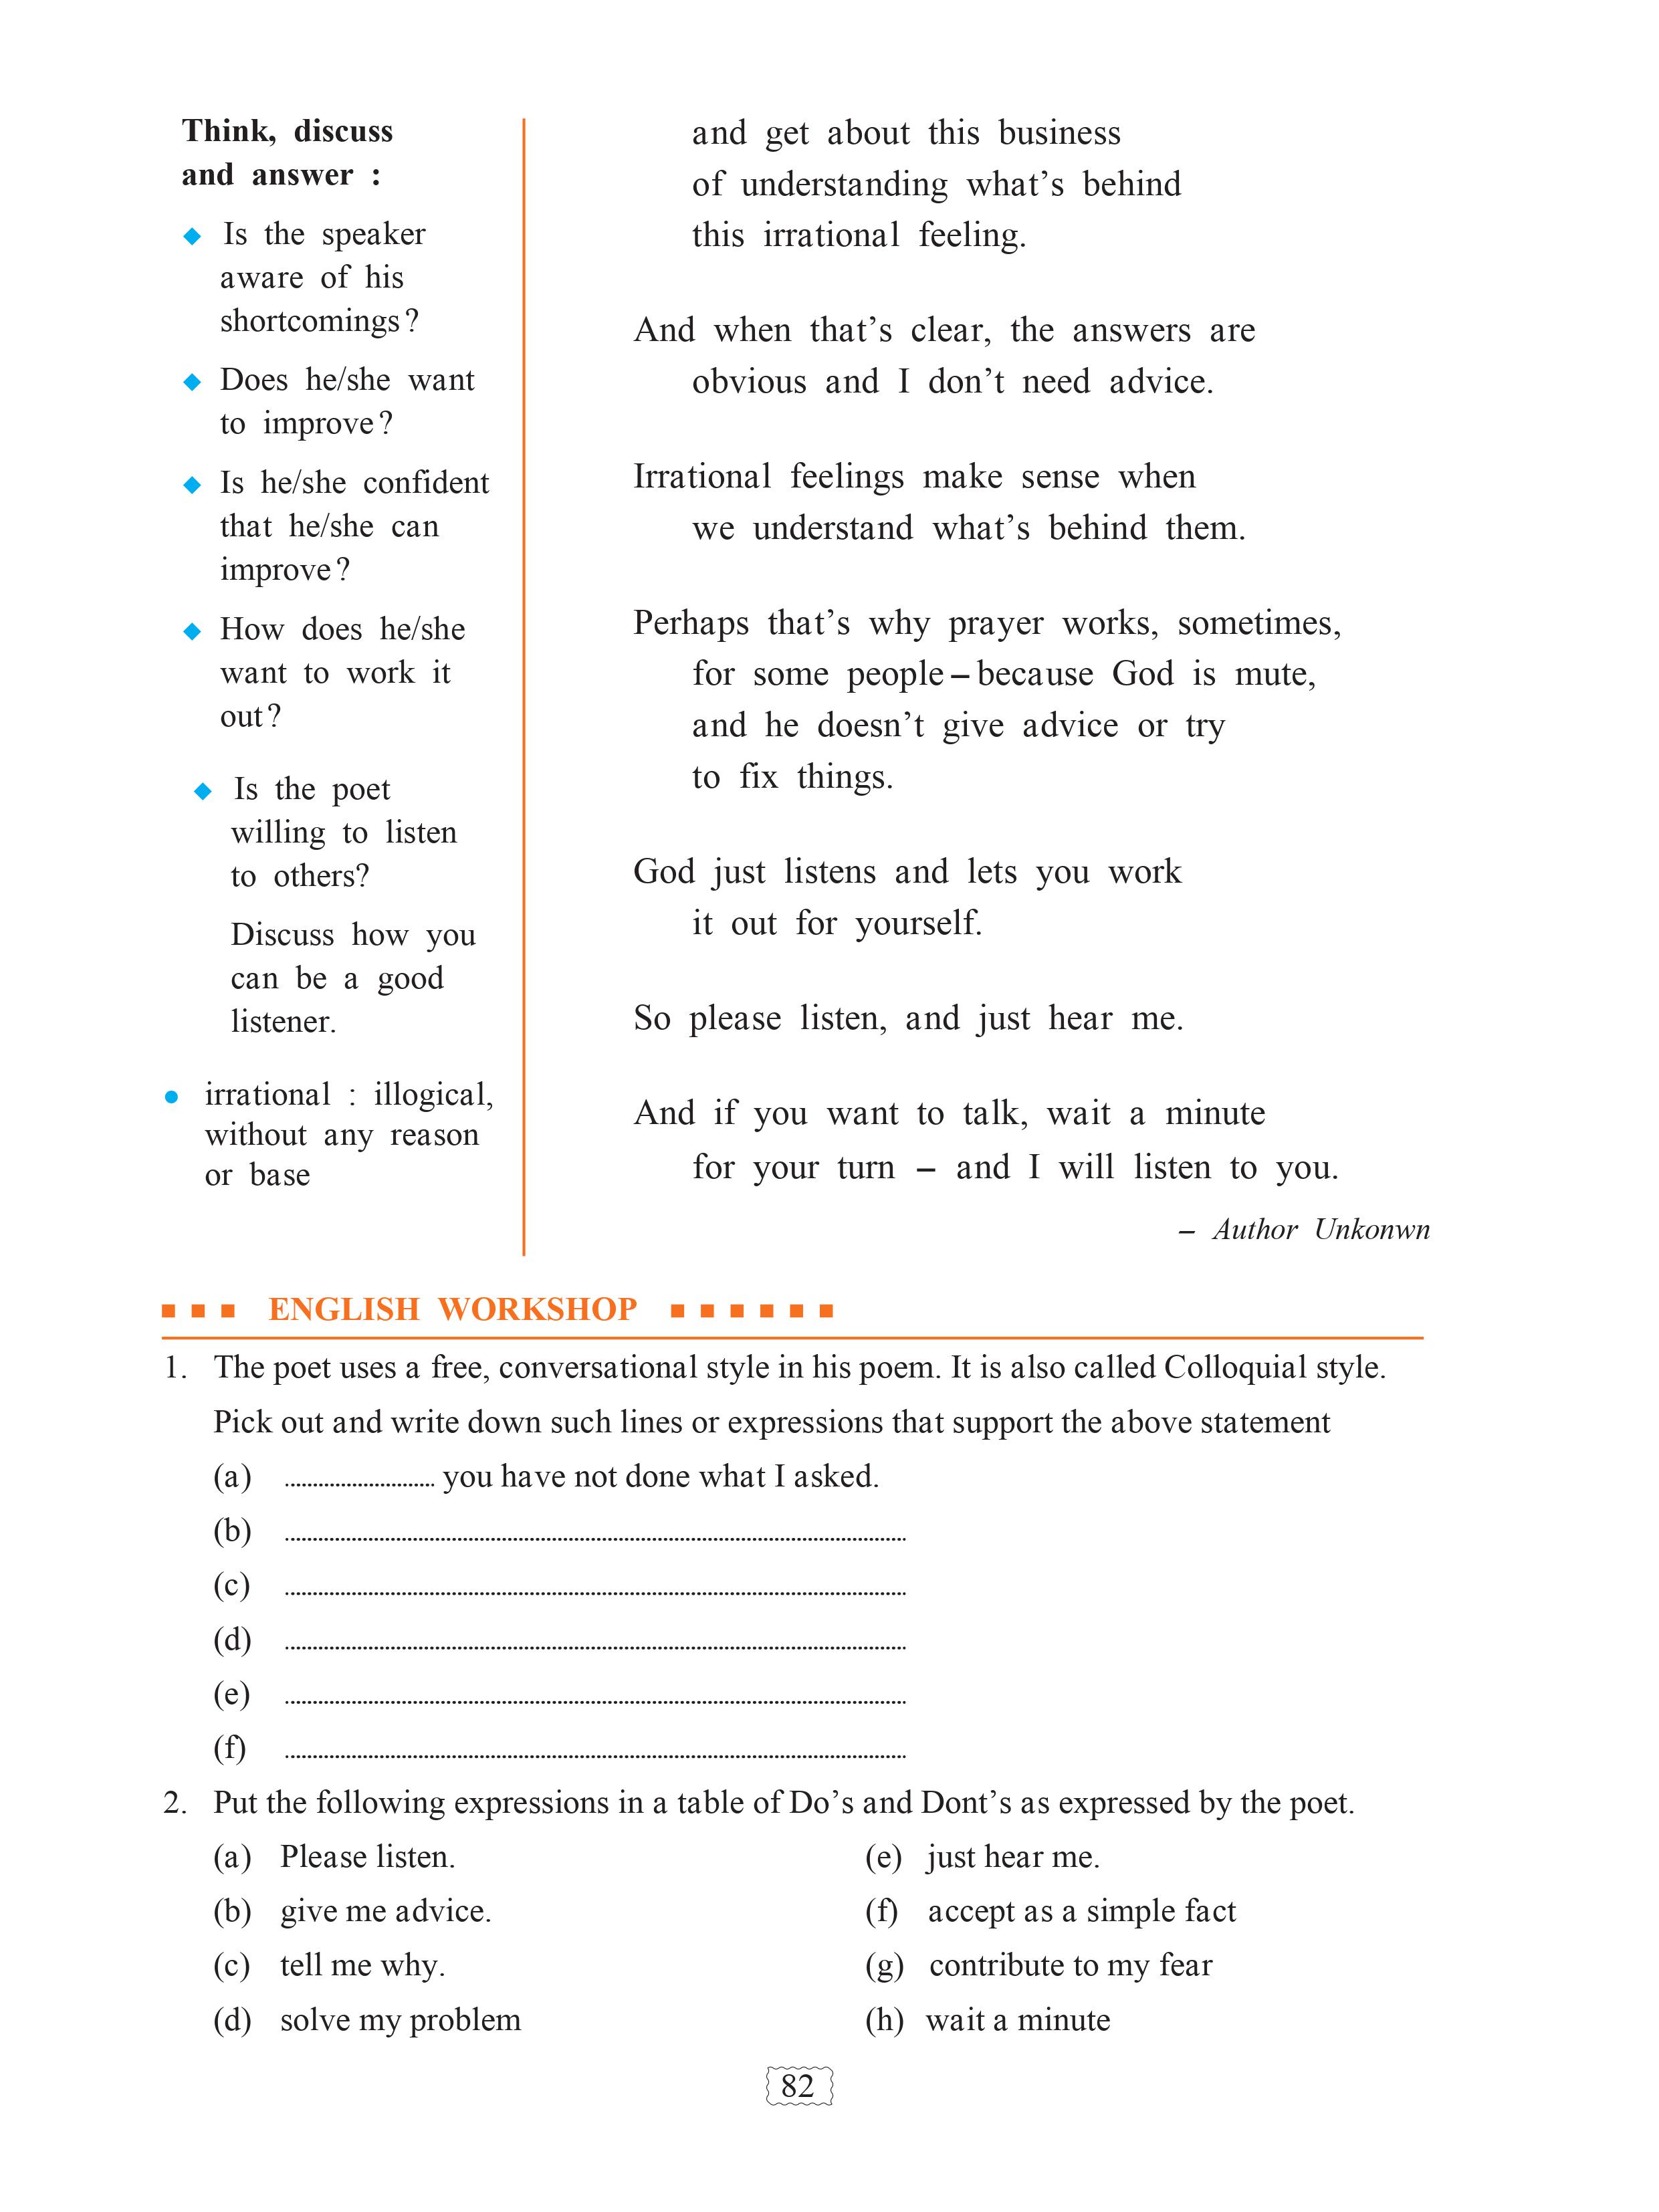 Think, discuss
and answer :
◆ Is the speaker
aware of his
shortcomings?
◆ Does he/she want
to improve?
◆ Is he/she confident
that he/she can
improve?
◆ How does he/she
want to work it
out?
◆ Is the poet
willing to listen
to others?
Discuss how you
can be a good
listener.
● irrational : illogical,
without any reason
or base
and get about this business
of understanding what's behind
this irrational feeling.
And when that's clear, the answers are
obvious and I don't need advice.
Irrational feelings make sense when
we understand what's behind them.
Perhaps that's why prayer works, sometimes,
for some people – because God is mute,
and he doesn't give advice or try
to fix things.
God just listens and lets you work
it out for yourself.
So please listen, and just hear me.
And if you want to talk, wait a minute
for your turn – and I will listen to you.
– Author Unkonwn
ENGLISH WORKSHOP
1. The poet uses a free, conversational style in his poem. It is also called Colloquial style.
Pick out and write down such lines or expressions that support the above statement
(a) ........................... you have not done what I asked.
(b) ................................................................................
(c) ................................................................................
(d) ................................................................................
(e) ................................................................................
(f) ................................................................................
2. Put the following expressions in a table of Do's and Dont's as expressed by the poet.
(a) Please listen.
(b) give me advice.
(c) tell me why.
(d) solve my problem
(e) just hear me.
(f) accept as a simple fact
(g) contribute to my fear
(h) wait a minute
82